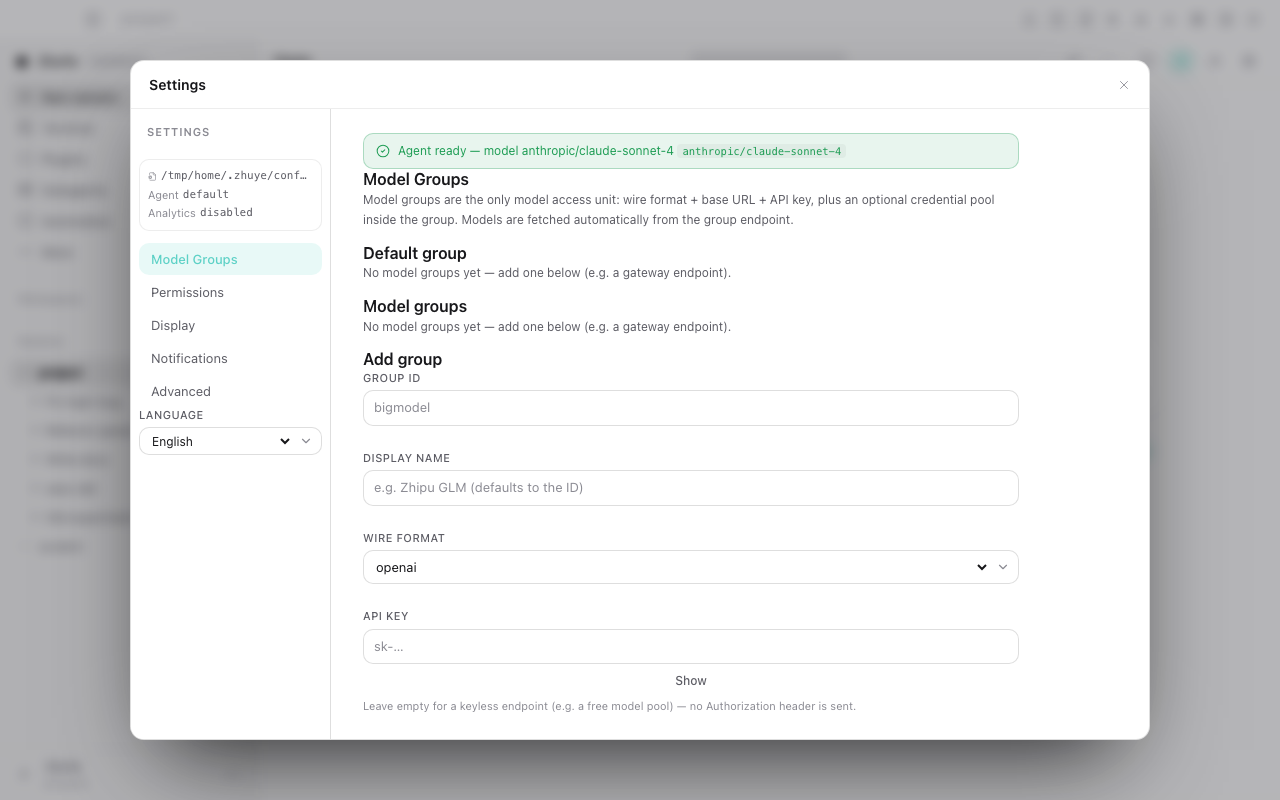 Settings
SETTINGS
/tmp/home/.zhuye/conf…
Agent default
Analytics disabled
Model Groups
Permissions
Display
Notifications
Advanced
LANGUAGE
English
Agent ready — model anthropic/claude-sonnet-4 anthropic/claude-sonnet-4
Model Groups
Model groups are the only model access unit: wire format + base URL + API key, plus an optional credential pool
inside the group. Models are fetched automatically from the group endpoint.
Default group
No model groups yet — add one below (e.g. a gateway endpoint).
Model groups
No model groups yet — add one below (e.g. a gateway endpoint).
Add group
GROUP ID
bigmodel
DISPLAY NAME
e.g. Zhipu GLM (defaults to the ID)
WIRE FORMAT
openai
API KEY
sk-...
Show
Leave empty for a keyless endpoint (e.g. a free model pool) — no Authorization header is sent.